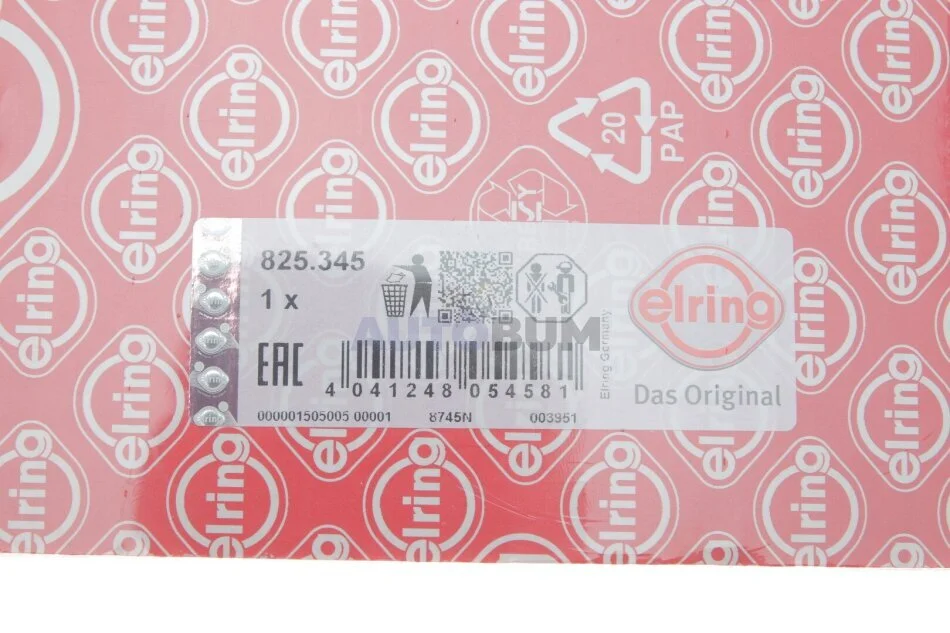 20
PAP
825.345
1 x
AUTOBUM
EAC
4 041248 054581
000001505005 00001 8745N 003951
Elring Germany
elring
Das Original